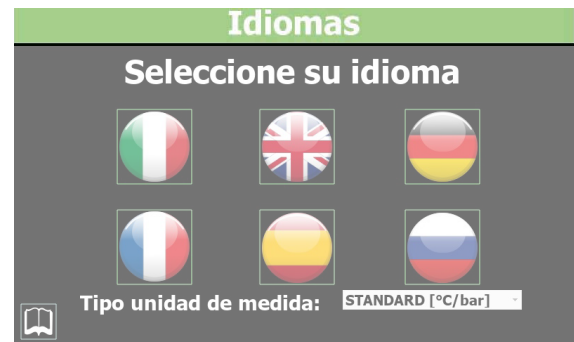 Idiomas
Seleccione su idioma
Tipo unidad de medida: STANDARD [°C/bar]